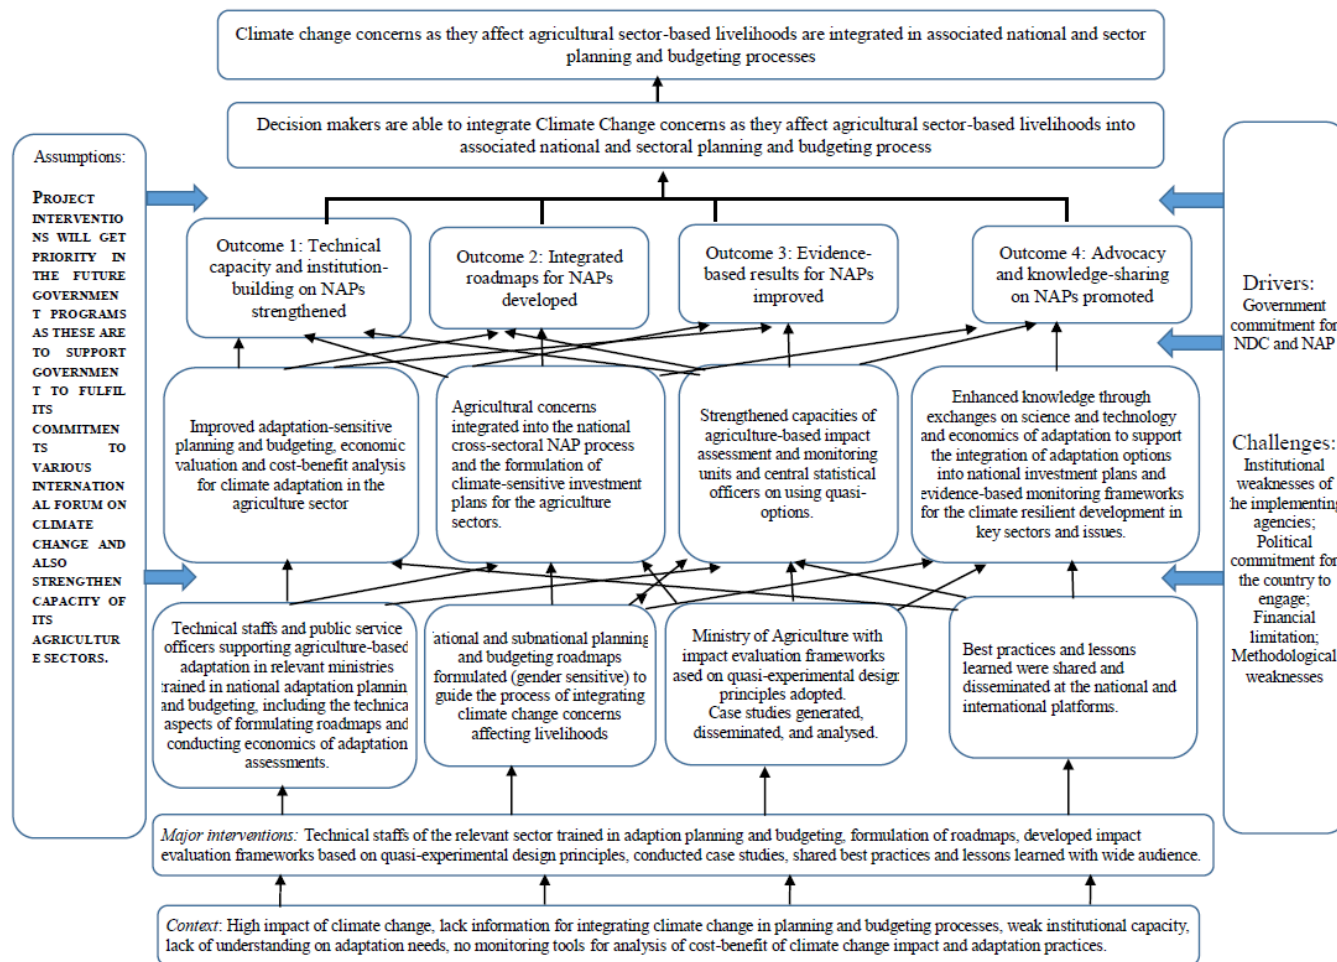 Climate change concerns as they affect agricultural sector-based livelihoods are integrated in associated national and sector
planning and budgeting processes
Decision makers are able to integrate Climate Change concerns as they affect agricultural sector-based livelihoods into
associated national and sectoral planning and budgeting process
Assumptions:
PROJECT
INTERVENTIO
NS WILL GET
PRIORITY IN
THE FUTURE
GOVERNMEN
T PROGRAMS
AS THESE ARE
TO SUPPORT
GOVERNMEN
T TO FULFIL
ITS
COMMITMEN
TS TO
VARIOUS
INTERNATION
AL FORUM ON
CLIMATE
CHANGE AND
ALSO
STRENGTHEN
CAPACITY OF
ITS
AGRICULTUR
E SECTORS.
Outcome 1: Technical
capacity and institution-
building on NAPs
strengthened
Outcome 2: Integrated
roadmaps for NAPs
developed
Outcome 3: Evidence-
based results for NAPs
improved
Outcome 4: Advocacy
and knowledge-sharing
on NAPs promoted
Improved adaptation-sensitive
planning and budgeting, economic
valuation and cost-benefit analysis
for climate adaptation in the
agriculture sector
Agricultural concerns
integrated into the national
cross-sectoral NAP process
and the formulation of
climate-sensitive investment
plans for the agriculture
sectors.
Strengthened capacities of
agriculture-based impact
assessment and monitoring
units and central statistical
officers on using quasi-
options.
Enhanced knowledge through
exchanges on science and technology
and economics of adaptation to support
the integration of adaptation options
into national investment plans and
evidence-based monitoring frameworks
for the climate resilient development in
key sectors and issues.
Technical staffs and public service
officers supporting agriculture-based
adaptation in relevant ministries
trained in national adaptation plannin
and budgeting, including the technica
aspects of formulating roadmaps and
conducting economics of adaptation
assessments.
ational and subnational planning
and budgeting roadmaps
formulated (gender sensitive) to
guide the process of integrating
climate change concerns
affecting livelihoods
Ministry of Agriculture with
impact evaluation frameworks
ased on quasi-experimental design
principles adopted.
Case studies generated,
disseminated, and analysed.
Best practices and lessons
learned were shared and
disseminated at the national and
international platforms.
Drivers:
Government
commitment for
NDC and NAP
Challenges:
Institutional
weaknesses of
he implementing
agencies;
Political
commitment for
the country to
engage;
Financial
limitation;
Methodological
weaknesses
Major interventions: Technical staffs of the relevant sector trained in adaption planning and budgeting, formulation of roadmaps, developed impact
evaluation frameworks based on quasi-experimental design principles, conducted case studies, shared best practices and lessons learned with wide audience.
Context: High impact of climate change, lack information for integrating climate change in planning and budgeting processes, weak institutional capacity,
lack of understanding on adaptation needs, no monitoring tools for analysis of cost-benefit of climate change impact and adaptation practices.